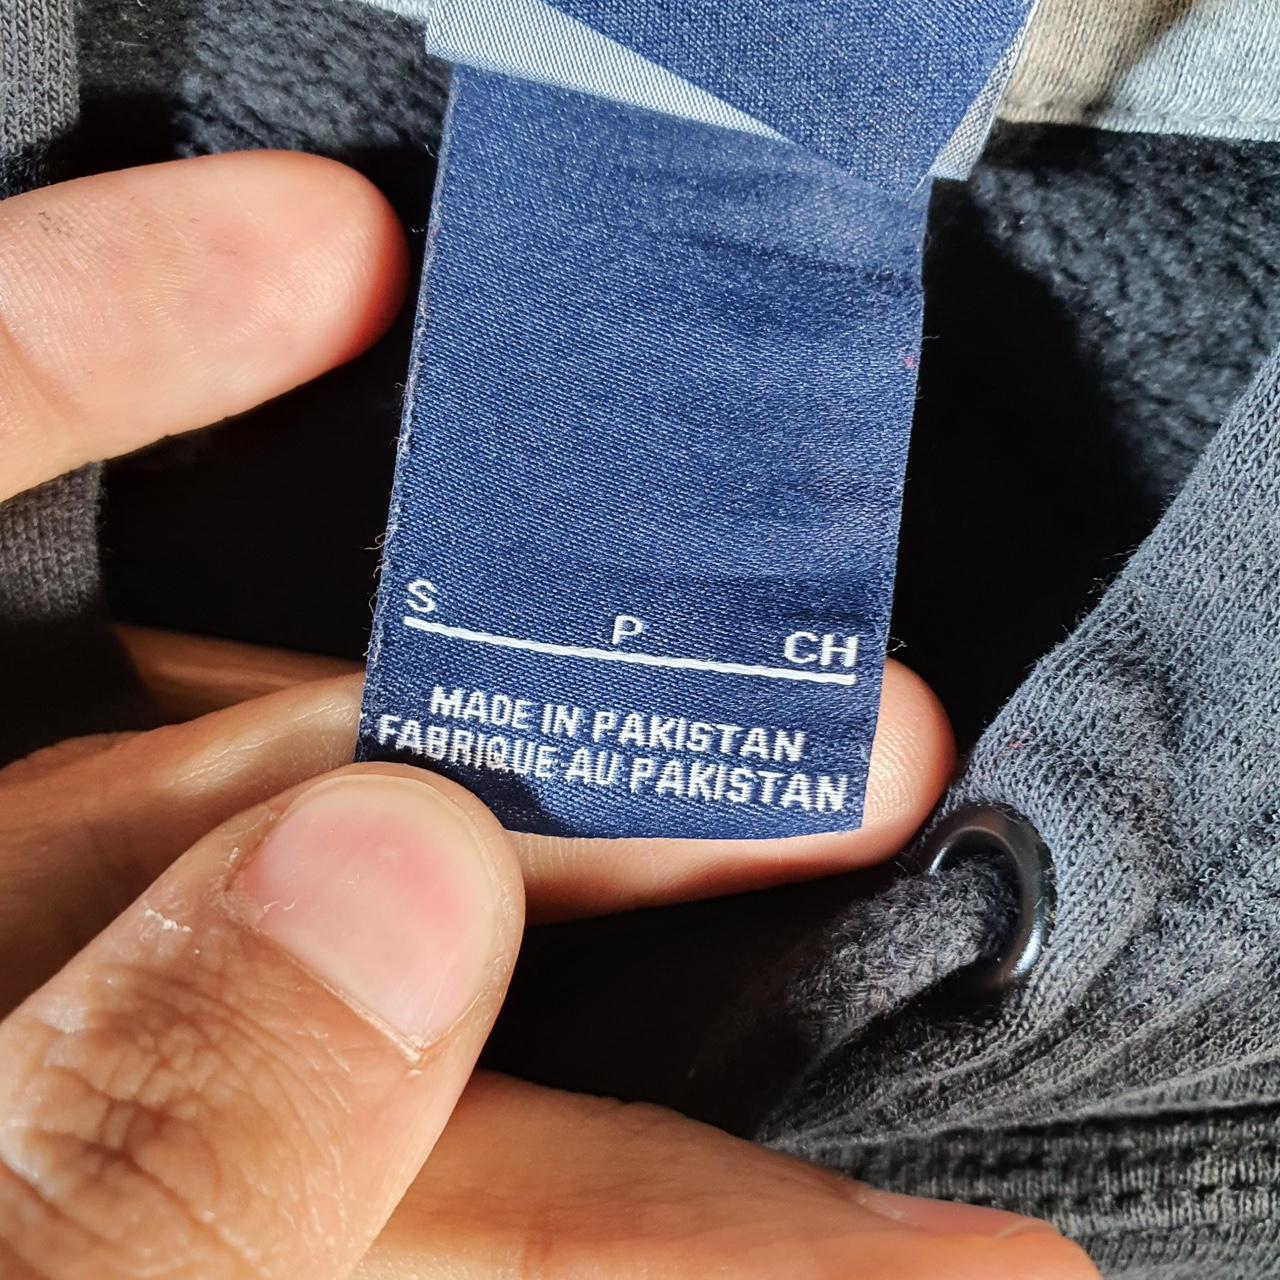 S P CH
MADE IN PAKISTAN
FABRIQUE AU PAKISTAN